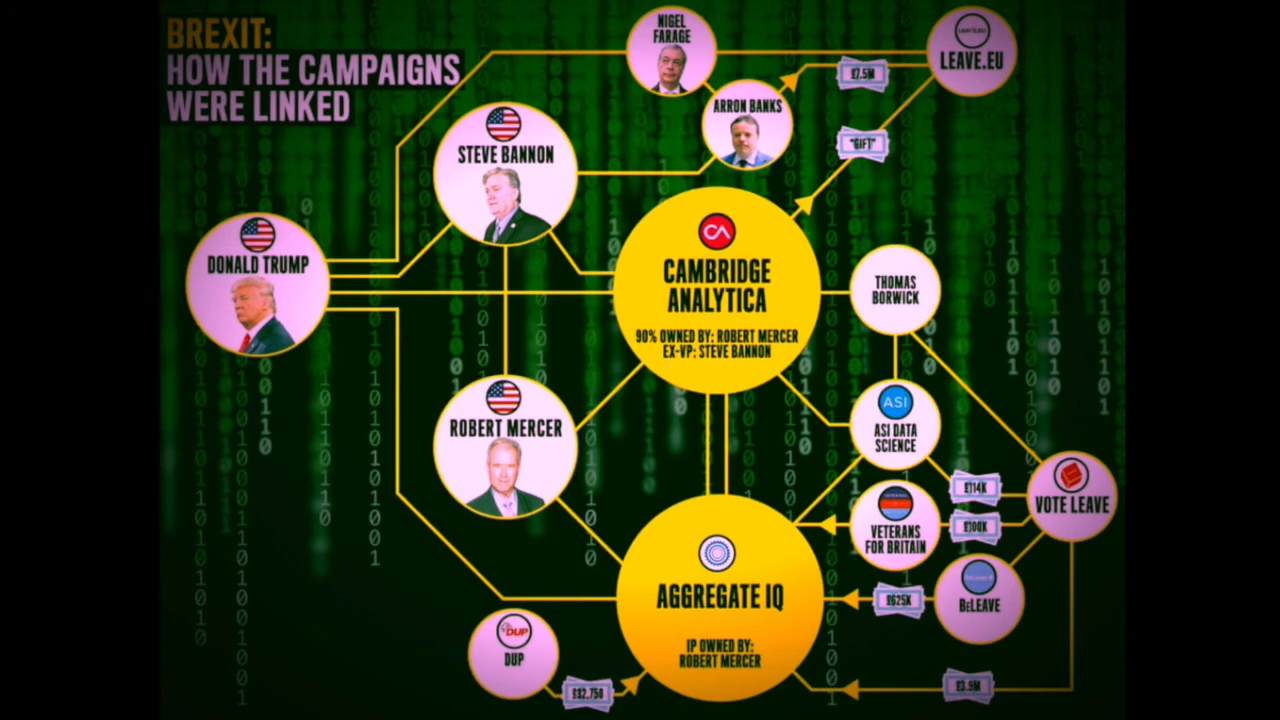 BREXIT:
HOW THE CAMPAIGNS
WERE LINKED
NIGEL
FARAGE
LEAVE.EU
£7.5M
ARRON BANKS
"GIFT"
STEVE BANNON
DONALD TRUMP
CA
CAMBRIDGE
ANALYTICA
90% OWNED BY: ROBERT MERCER
EX-VP: STEVE BANNON
THOMAS
BORWICK
ROBERT MERCER
ASI
ASI DATA
SCIENCE
£114K
VOTE LEAVE
VETERANS
FOR BRITAIN
£100K
AGGREGATE IQ
IP OWNED BY:
ROBERT MERCER
£625K
BeLEAVE
DUP
DUP
£32,750
£3.9M